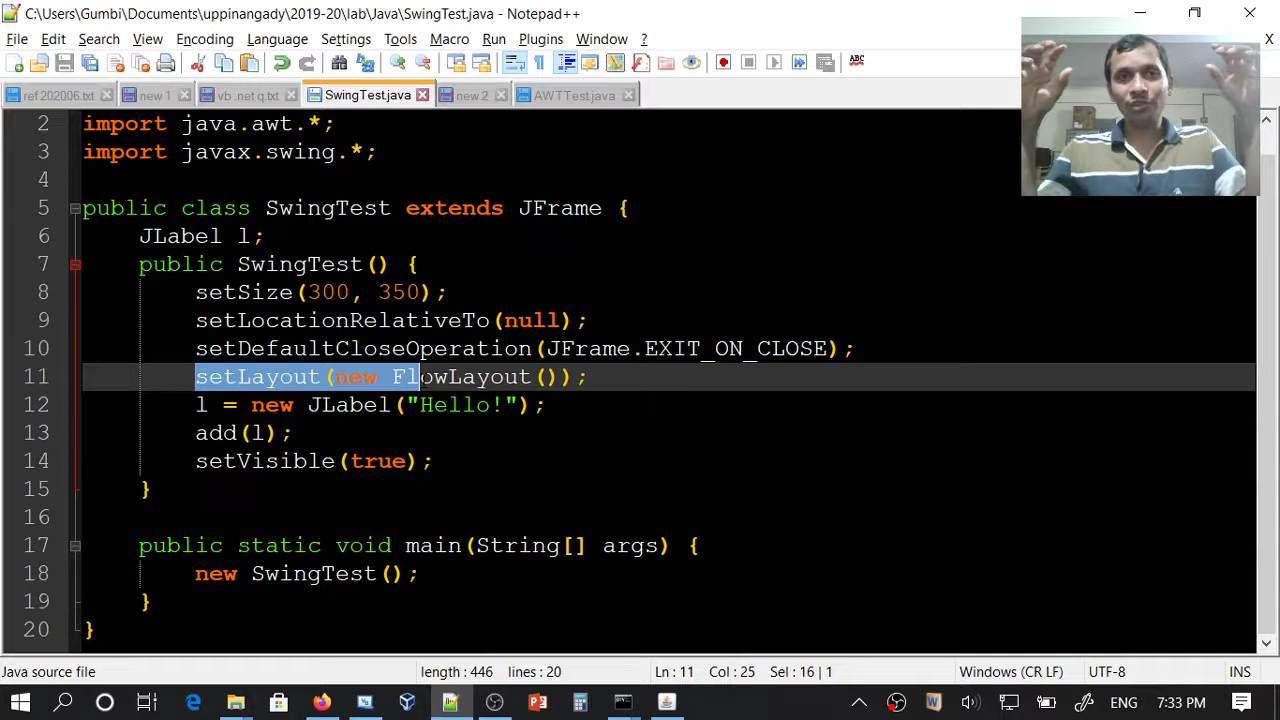 C:\Users\Gumbi\Documents\uppinangady\2019-20\lab\Java\SwingTest.java - Notepad++
File Edit Search View Encoding Language Settings Tools Macro Run Plugins Window ? X
ABC
ref 202006.txt new 1 vb .net q.txt SwingTest.java new 2 AWTTest.java
2 import java.awt.*;
3 import javax.swing.*;
4
5 public class SwingTest extends JFrame {
6 JLabel l;
7 public SwingTest() {
8 setSize(300, 350);
9 setLocationRelativeTo(null);
10 setDefaultCloseOperation(JFrame.EXIT_ON_CLOSE);
11 setLayout(new FlowLayout());
12 l = new JLabel("Hello!");
13 add(l);
14 setVisible(true);
15 }
16
17 public static void main(String[] args) {
18 new SwingTest();
19 }
20 }
Java source file length : 446 lines : 20 Ln : 11 Col : 25 Sel : 16 | 1 Windows (CR LF) UTF-8 INS
ENG 7:33 PM